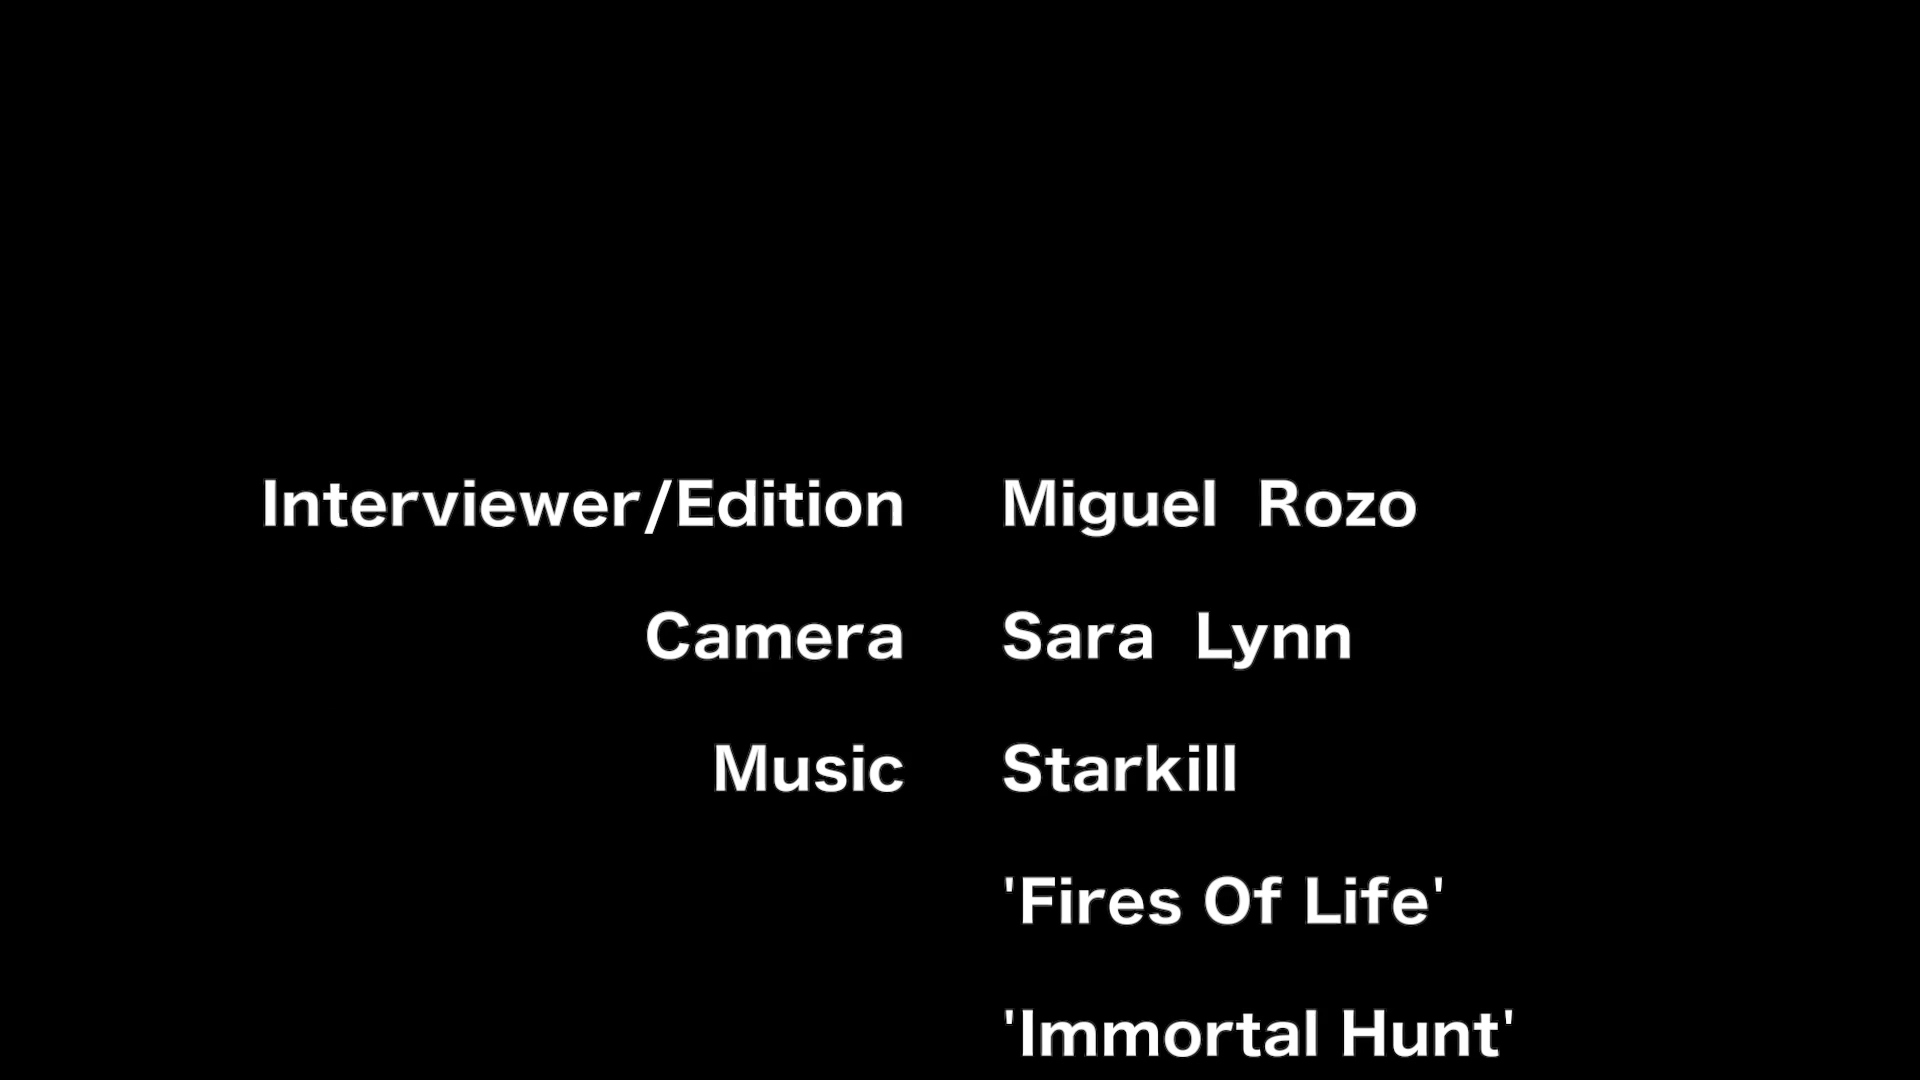 Interviewer/Edition Miguel Rozo
Camera Sara Lynn
Music Starkill
'Fires Of Life'
'Immortal Hunt'